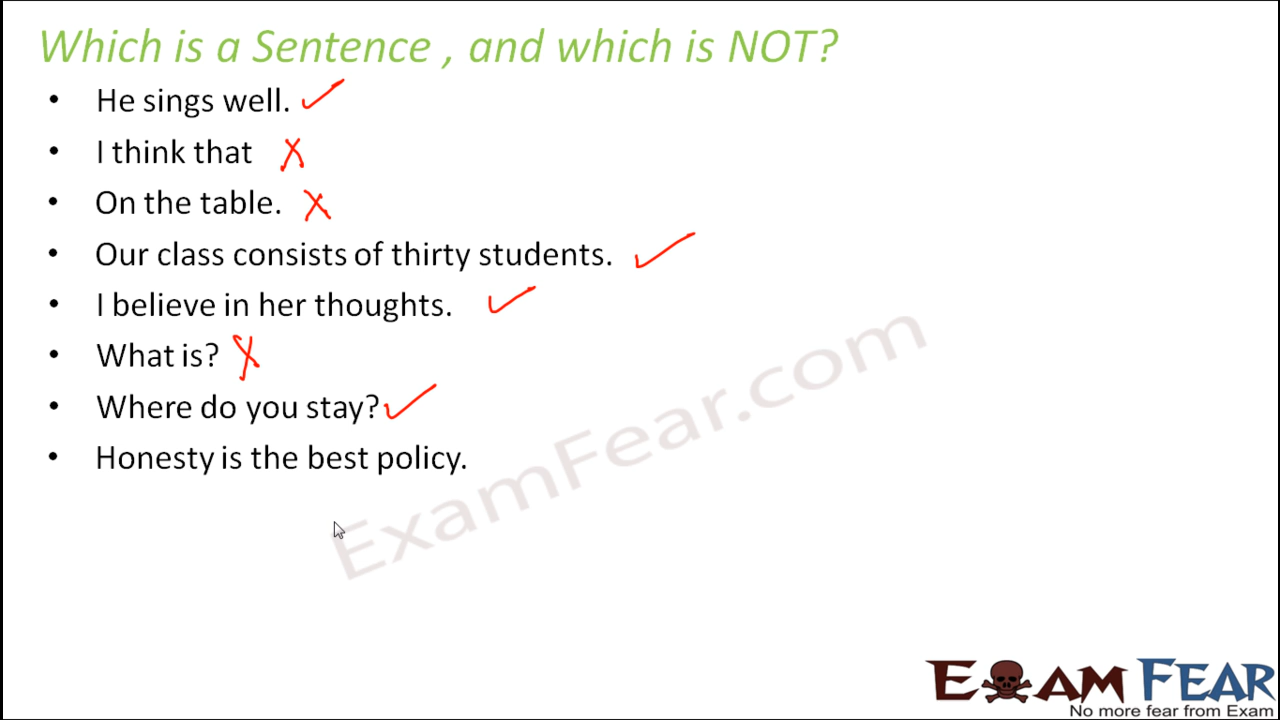 Which is a Sentence , and which is NOT?
• He sings well. ✓
• I think that ✗
• On the table. ✗
• Our class consists of thirty students. ✓
• I believe in her thoughts. ✓
• What is? ✗
• Where do you stay? ✓
• Honesty is the best policy.
ExamFear.com
EXAM FEAR
No more fear from Exam